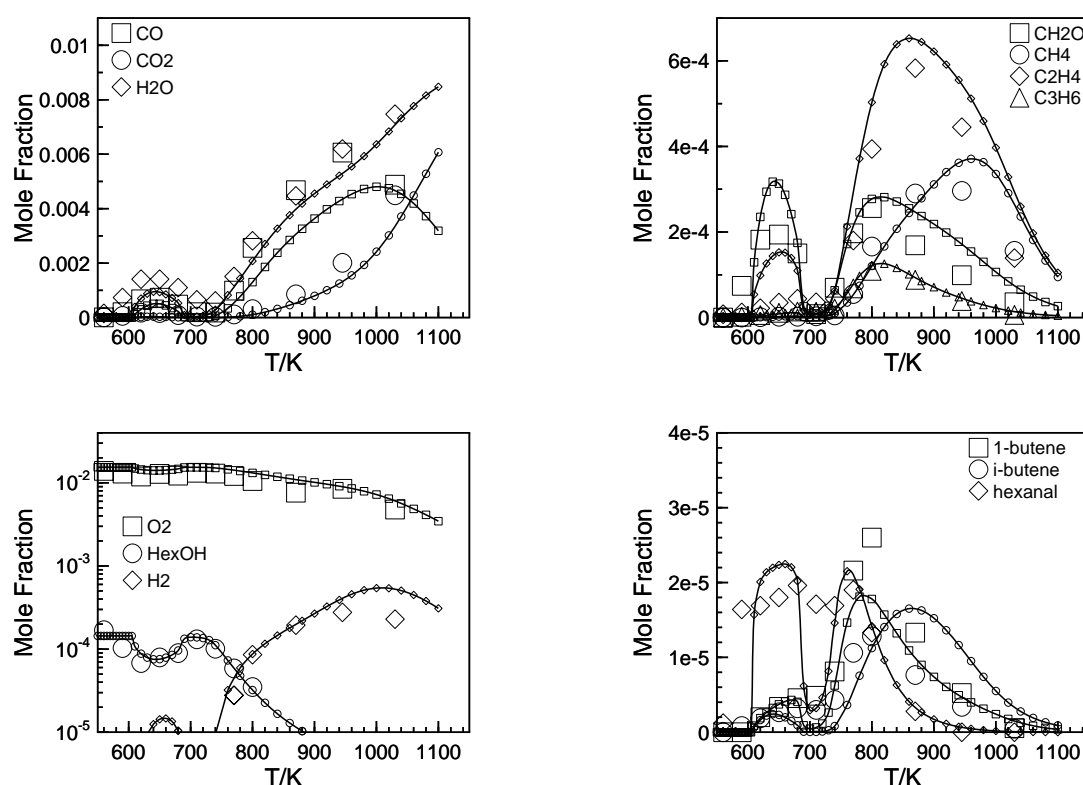 CO
CO2
H2O
0.01
0.008
0.006
0.004
0.002
0
Mole Fraction
600 700 800 900 1000 1100
T/K
CH2O
CH4
C2H4
C3H6
6e-4
4e-4
2e-4
0
Mole Fraction
600 700 800 900 1000 1100
T/K
O2
HexOH
H2
10-2
10-3
10-4
10-5
Mole Fraction
600 700 800 900 1000 1100
T/K
1-butene
i-butene
hexanal
4e-5
3e-5
2e-5
1e-5
0
Mole Fraction
600 700 800 900 1000 1100
T/K